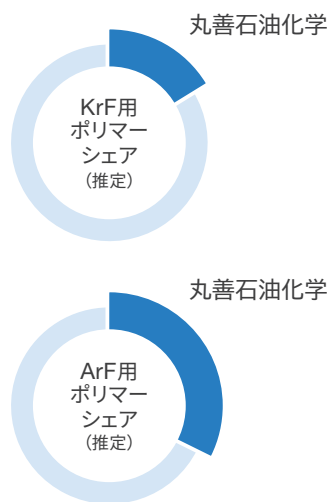 丸善石油化学
KrF用
ポリマー
シェア
（推定）
丸善石油化学
ArF用
ポリマー
シェア
（推定）